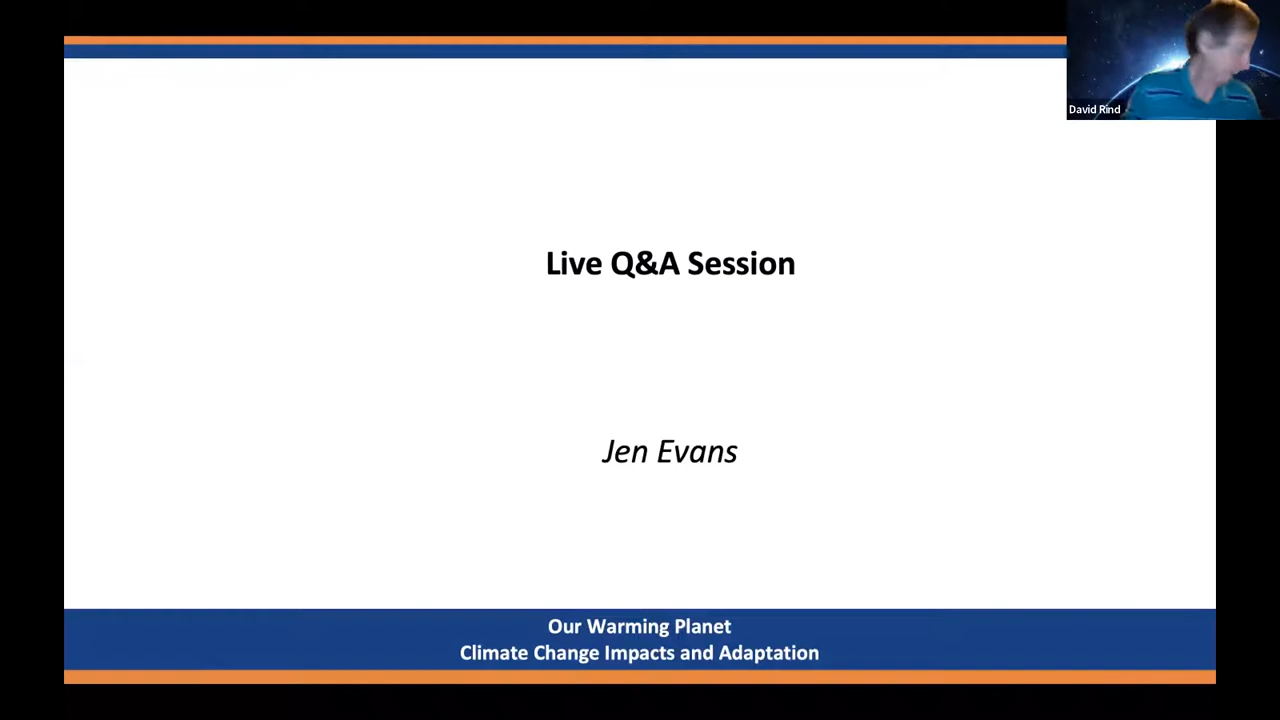 David Rind
Live Q&A Session
Jen Evans
Our Warming Planet
Climate Change Impacts and Adaptation